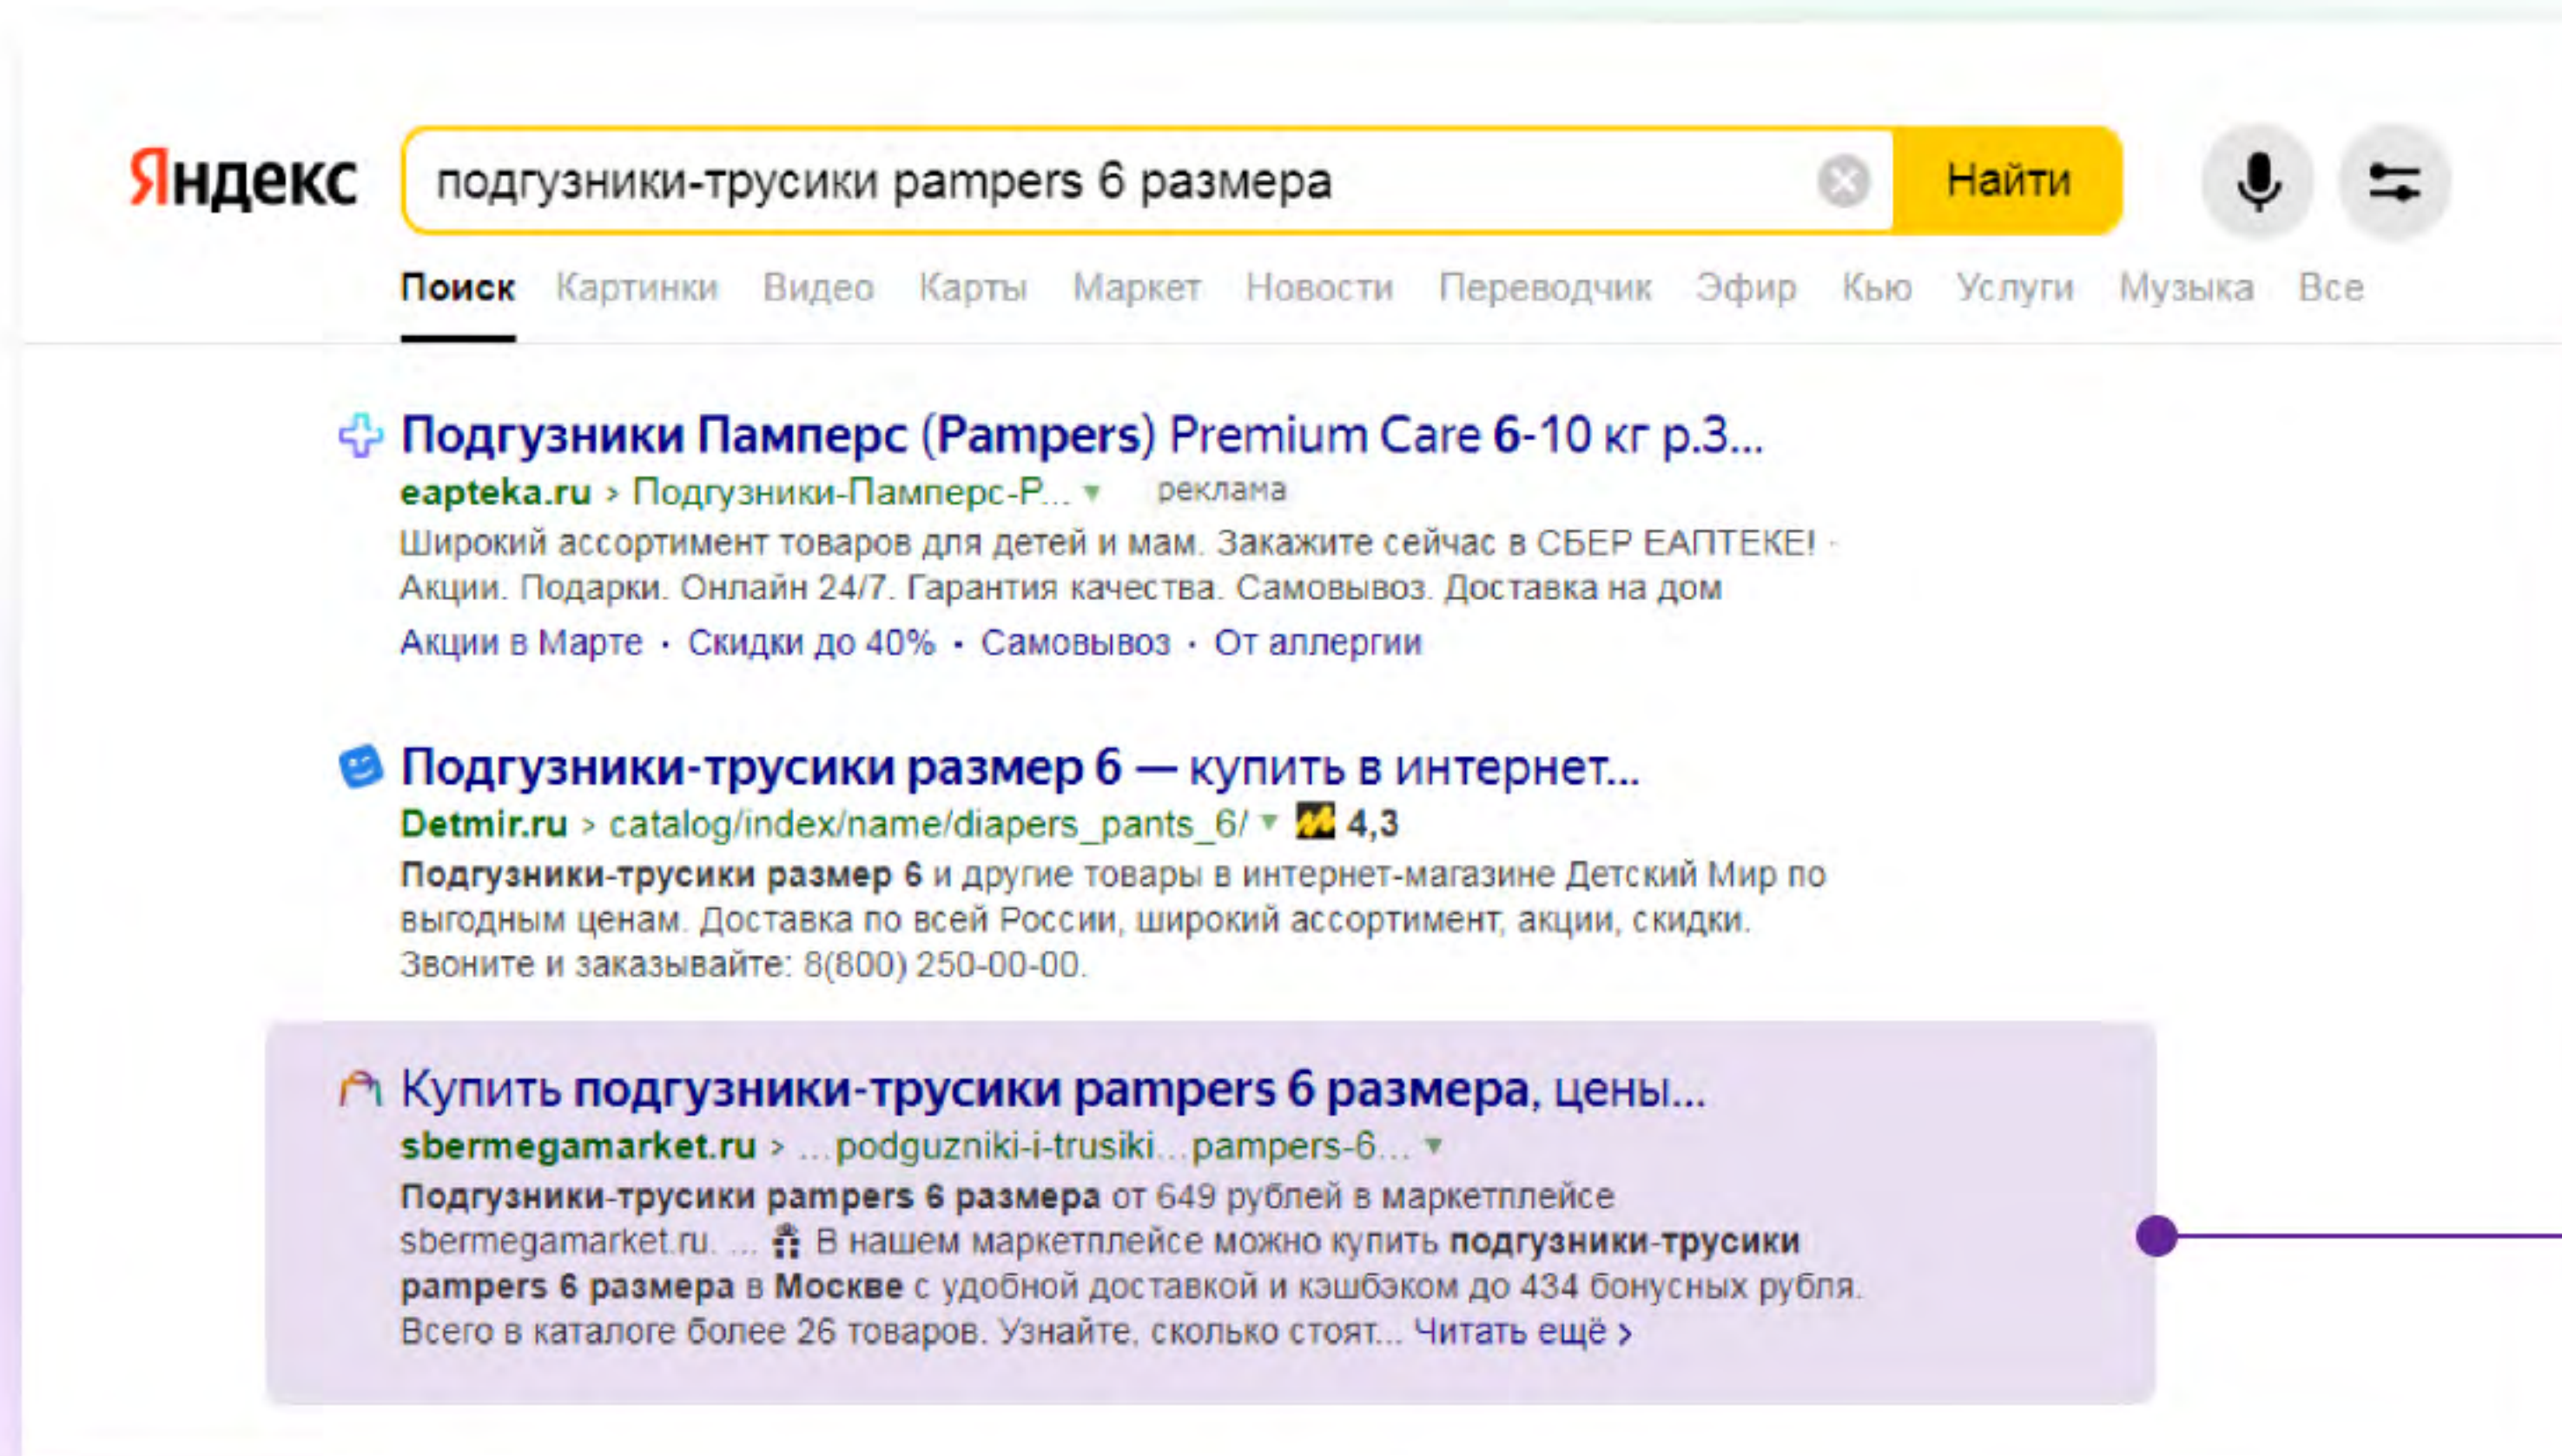 Яндекс
подгузники-трусики pampers 6 размера
Найти
Поиск Картинки Видео Карты Маркет Новости Переводчик Эфир Кью Услуги Музыка Все
Подгузники Памперс (Pampers) Premium Care 6-10 кг р.3...
eapteka.ru › Подгузники-Памперс-P... ▼ реклама
Широкий ассортимент товаров для детей и мам. Закажите сейчас в СБЕР ЕАПТЕКЕ! ·
Акции. Подарки. Онлайн 24/7. Гарантия качества. Самовывоз. Доставка на дом
Акции в Марте · Скидки до 40% · Самовывоз · От аллергии
Подгузники-трусики размер 6 — купить в интернет...
Detmir.ru › catalog/index/name/diapers_pants_6/ ▼ 4,3
Подгузники-трусики размер 6 и другие товары в интернет-магазине Детский Мир по
выгодным ценам. Доставка по всей России, широкий ассортимент, акции, скидки.
Звоните и заказывайте: 8(800) 250-00-00.
Купить подгузники-трусики pampers 6 размера, цены...
sbermegamarket.ru › ...podguzniki-i-trusiki...pampers-6... ▼
Подгузники-трусики pampers 6 размера от 649 рублей в маркетплейсе
sbermegamarket.ru. ... В нашем маркетплейсе можно купить подгузники-трусики
pampers 6 размера в Москве с удобной доставкой и кэшбэком до 434 бонусных рубля.
Всего в каталоге более 26 товаров. Узнайте, сколько стоят... Читать ещё ›